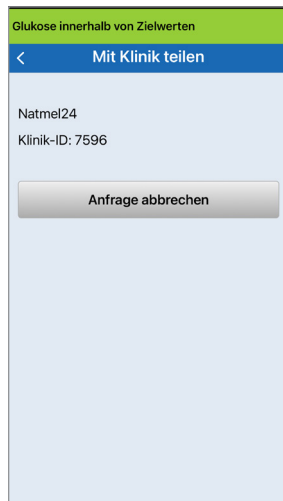 Glukose innerhalb von Zielwerten
Mit Klinik teilen
Natmel24
Klinik-ID: 7596
Anfrage abbrechen